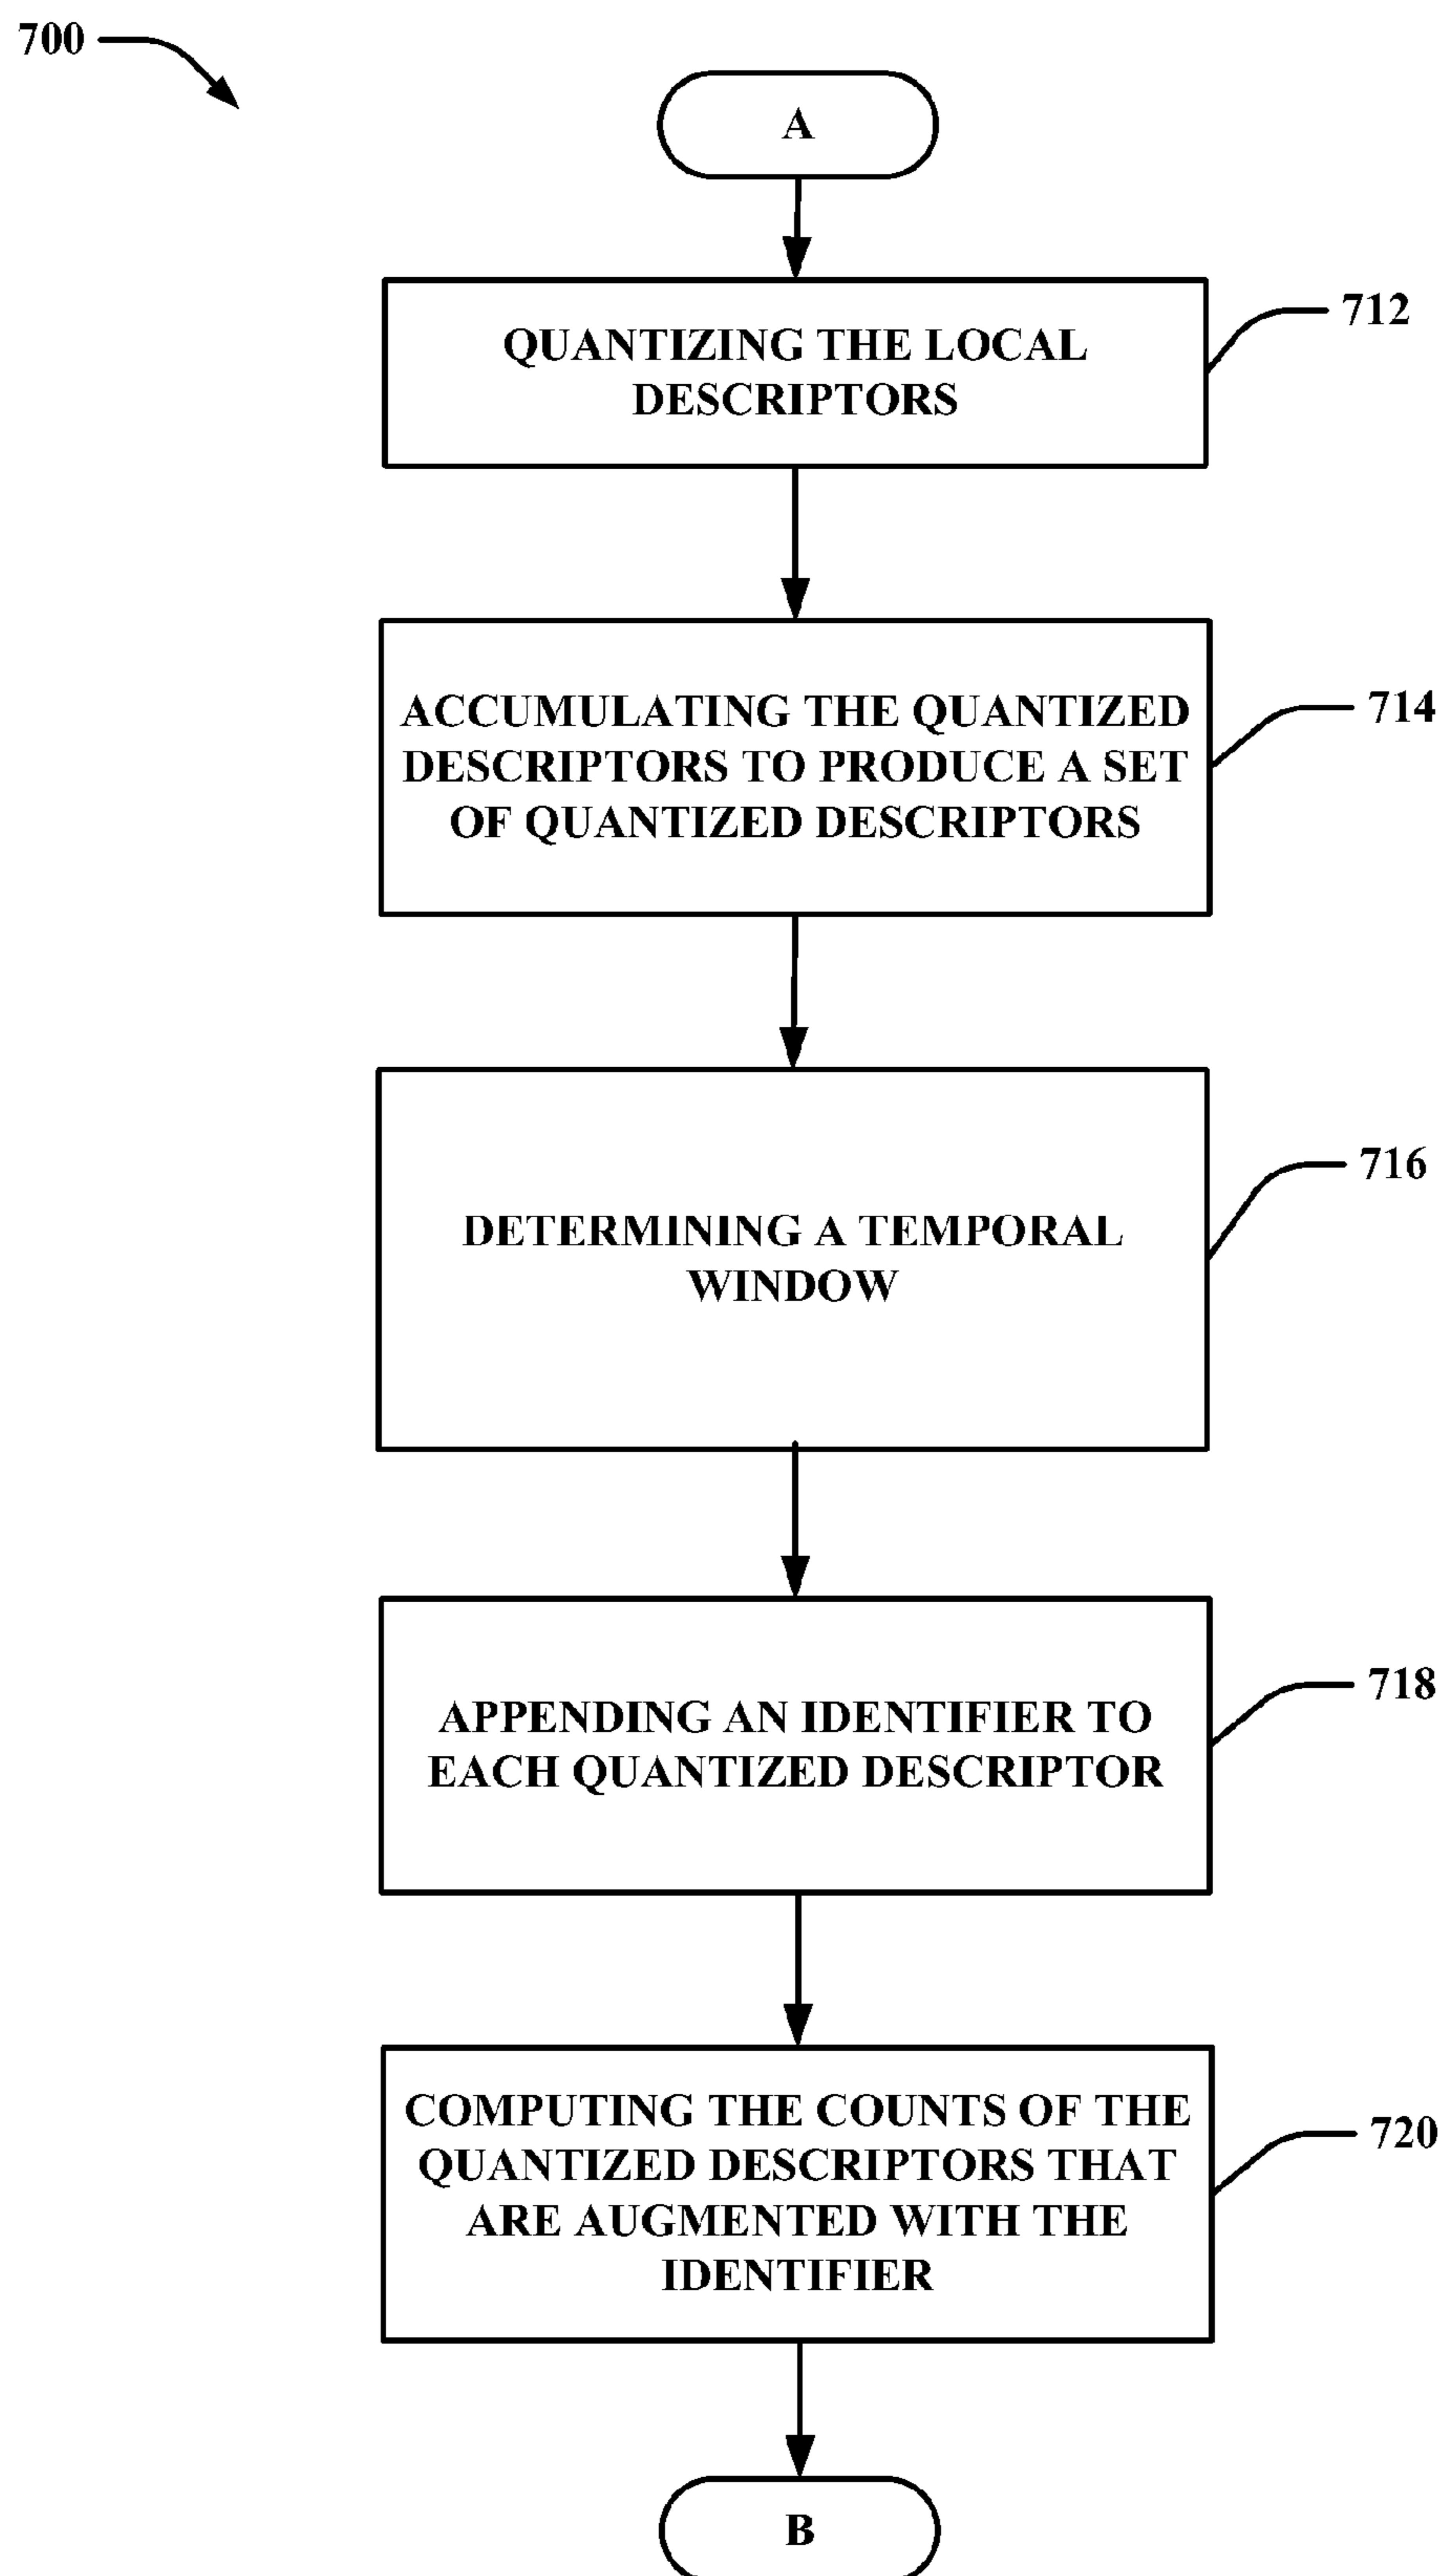 700
A
QUANTIZING THE LOCAL
DESCRIPTORS
712
ACCUMULATING THE QUANTIZED
DESCRIPTORS TO PRODUCE A SET
OF QUANTIZED DESCRIPTORS
714
DETERMINING A TEMPORAL
WINDOW
716
APPENDING AN IDENTIFIER TO
EACH QUANTIZED DESCRIPTOR
718
COMPUTING THE COUNTS OF THE
QUANTIZED DESCRIPTORS THAT
ARE AUGMENTED WITH THE
IDENTIFIER
720
B